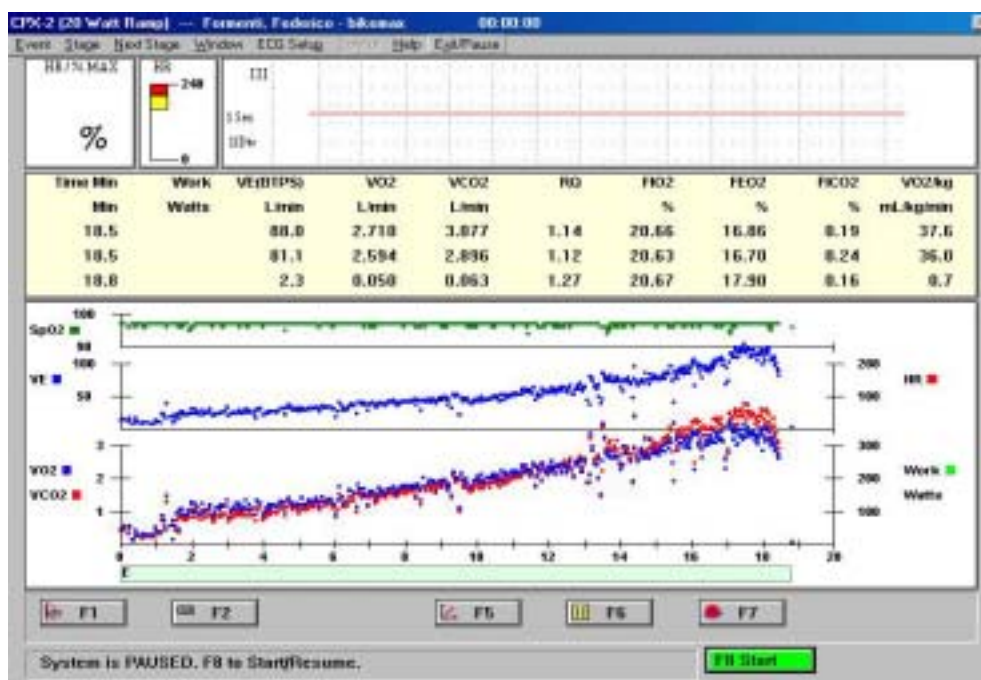 CPX-2 (20 Watt Ramp) --- Formenti, Federico - bikemax 00:00:00
Event Stage Next Stage Window ECG Setup Help Exit/Pause
HR/% MAX HR III
240
%
0
Time Min Work VE(BTPS) VO2 VCO2 RQ FIO2 FEO2 FICO2 VO2/kg
Min Watts L/min L/min L/min % % % mL/kg/min
18.5 88.0 2.710 3.077 1.14 20.66 16.86 0.19 37.6
18.5 81.1 2.594 2.896 1.12 20.63 16.70 0.24 36.0
18.8 2.3 0.050 0.063 1.27 20.67 17.90 0.16 0.7
100
SpO2
100 200
VE HR
50 100
3 300
VO2 2 200 Work
VCO2 Watts
1 100
0 2 4 6 8 10 12 14 16 18 20
E
F1 F2 F5 F6 F7
System is PAUSED. F8 to Start/Resume. F8 Start